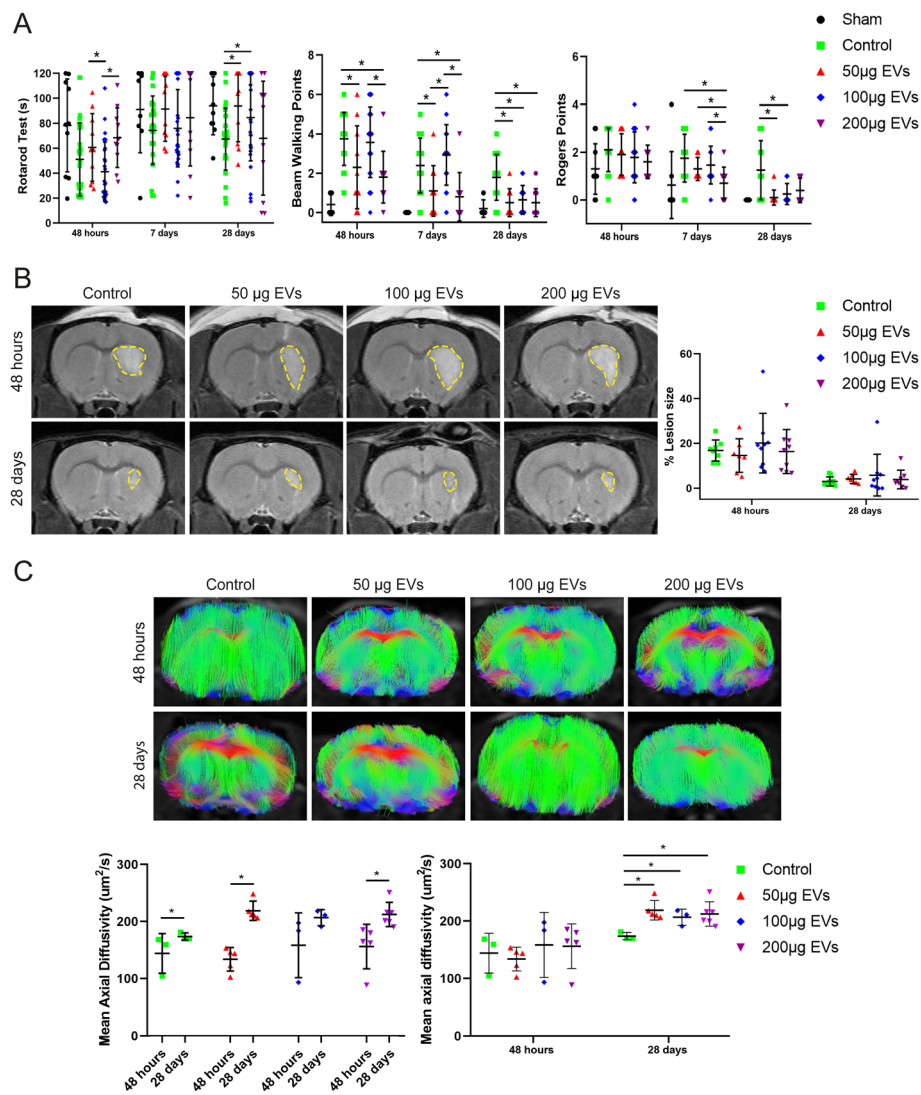 A
Sham
Control
50µg EVs
100µg EVs
200µg EVs
Rotarod Test (s)
120
100
80
60
40
20
0
* * * * *
48 hours 7 days 28 days
Beam Walking Points
8
6
4
2
0
* * * * * * * * * * *
48 hours 7 days 28 days
Rogers Points
6
4
2
0
* * * * *
48 hours 7 days 28 days
B
Control 50 µg EVs 100 µg EVs 200 µg EVs
48 hours
28 days
Control
50µg EVs
100µg EVs
200µg EVs
% Lesion size
60
40
20
0
48 hours 28 days
C
Control 50 µg EVs 100 µg EVs 200 µg EVs
48 hours
28 days
Mean Axial Diffusivity (um²/s)
300
200
100
0
* * *
48 hours 28 days 48 hours 28 days 48 hours 28 days 48 hours 28 days
Mean axial diffusivity (um²/s)
300
200
100
0
* * *
48 hours 28 days
Control
50µg EVs
100µg EVs
200µg EVs